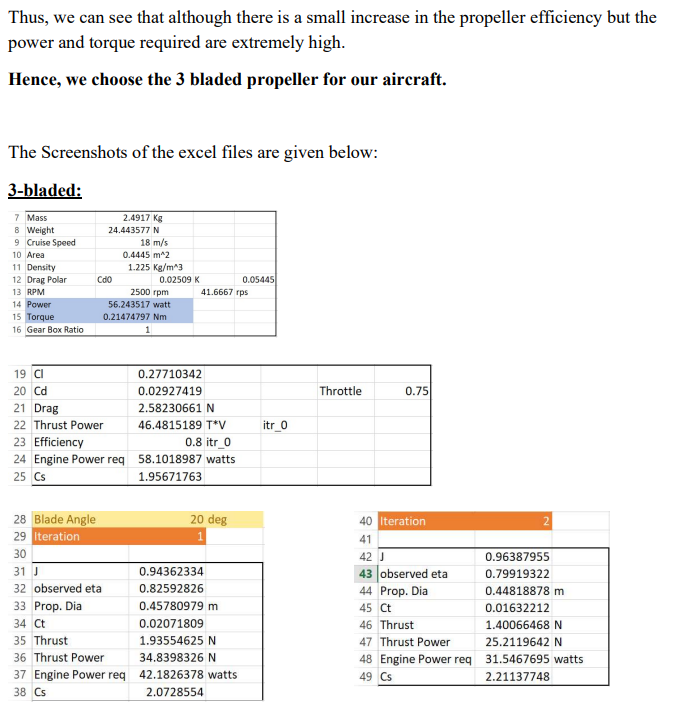 Thus, we can see that although there is a small increase in the propeller efficiency but the
power and torque required are extremely high.
Hence, we choose the 3 bladed propeller for our aircraft.
The Screenshots of the excel files are given below:
3-bladed:
7 Mass 2.4917 Kg
8 Weight 24.443577 N
9 Cruise Speed 18 m/s
10 Area 0.4445 m^2
11 Density 1.225 Kg/m^3
12 Drag Polar Cd0 0.02509 K 0.05445
13 RPM 2500 rpm 41.6667 rps
14 Power 56.243517 watt
15 Torque 0.21474797 Nm
16 Gear Box Ratio 1
19 Cl 0.27710342
20 Cd 0.02927419 Throttle 0.75
21 Drag 2.58230661 N
22 Thrust Power 46.4815189 T*V itr_0
23 Efficiency 0.8 itr_0
24 Engine Power req 58.1018987 watts
25 Cs 1.95671763
28 Blade Angle 20 deg
29 Iteration 1
30
31 J 0.94362334
32 observed eta 0.82592826
33 Prop. Dia 0.45780979 m
34 Ct 0.02071809
35 Thrust 1.93554625 N
36 Thrust Power 34.8398326 N
37 Engine Power req 42.1826378 watts
38 Cs 2.0728554
40 Iteration 2
41
42 J 0.96387955
43 observed eta 0.79919322
44 Prop. Dia 0.44818878 m
45 Ct 0.01632212
46 Thrust 1.40066468 N
47 Thrust Power 25.2119642 N
48 Engine Power req 31.5467695 watts
49 Cs 2.21137748